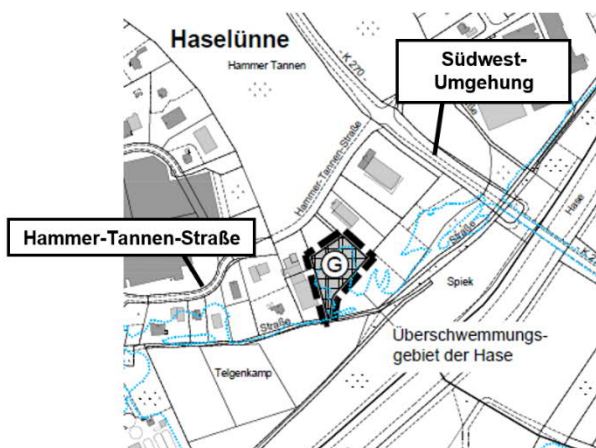 Haselünne
Hammer Tannen
- K 270 -
Südwest-
Umgehung
Hammer-Tannen-Straße
Hammer-Tannen-Straße
G
Straße
Hase
Spiek
Straße
Überschwemmungs-
gebiet der Hase
Telgenkamp